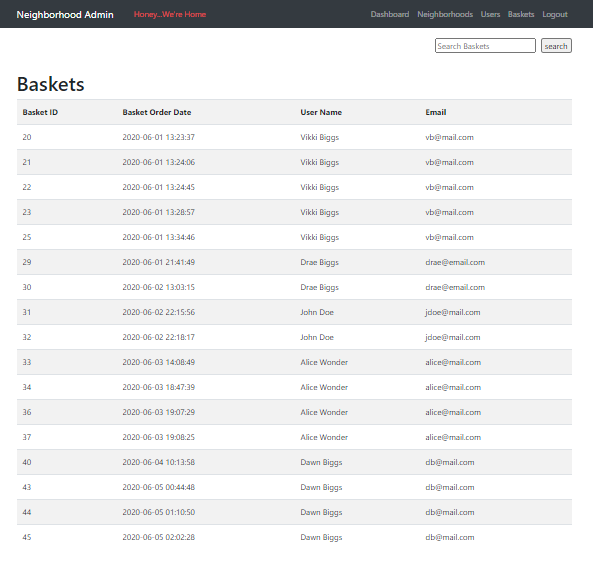 Neighborhood Admin Honey...We're Home Dashboard Neighborhoods Users Baskets Logout
Search Baskets search
Baskets
Basket ID Basket Order Date User Name Email
20 2020-06-01 13:23:37 Vikki Biggs vb@mail.com
21 2020-06-01 13:24:06 Vikki Biggs vb@mail.com
22 2020-06-01 13:24:45 Vikki Biggs vb@mail.com
23 2020-06-01 13:28:57 Vikki Biggs vb@mail.com
25 2020-06-01 13:34:46 Vikki Biggs vb@mail.com
29 2020-06-01 21:41:49 Drae Biggs drae@email.com
30 2020-06-02 13:03:15 Drae Biggs drae@email.com
31 2020-06-02 22:15:56 John Doe jdoe@mail.com
32 2020-06-02 22:18:17 John Doe jdoe@mail.com
33 2020-06-03 14:08:49 Alice Wonder alice@mail.com
34 2020-06-03 18:47:39 Alice Wonder alice@mail.com
36 2020-06-03 19:07:29 Alice Wonder alice@mail.com
37 2020-06-03 19:08:25 Alice Wonder alice@mail.com
40 2020-06-04 10:13:58 Dawn Biggs db@mail.com
43 2020-06-05 00:44:48 Dawn Biggs db@mail.com
44 2020-06-05 01:10:50 Dawn Biggs db@mail.com
45 2020-06-05 02:02:28 Dawn Biggs db@mail.com